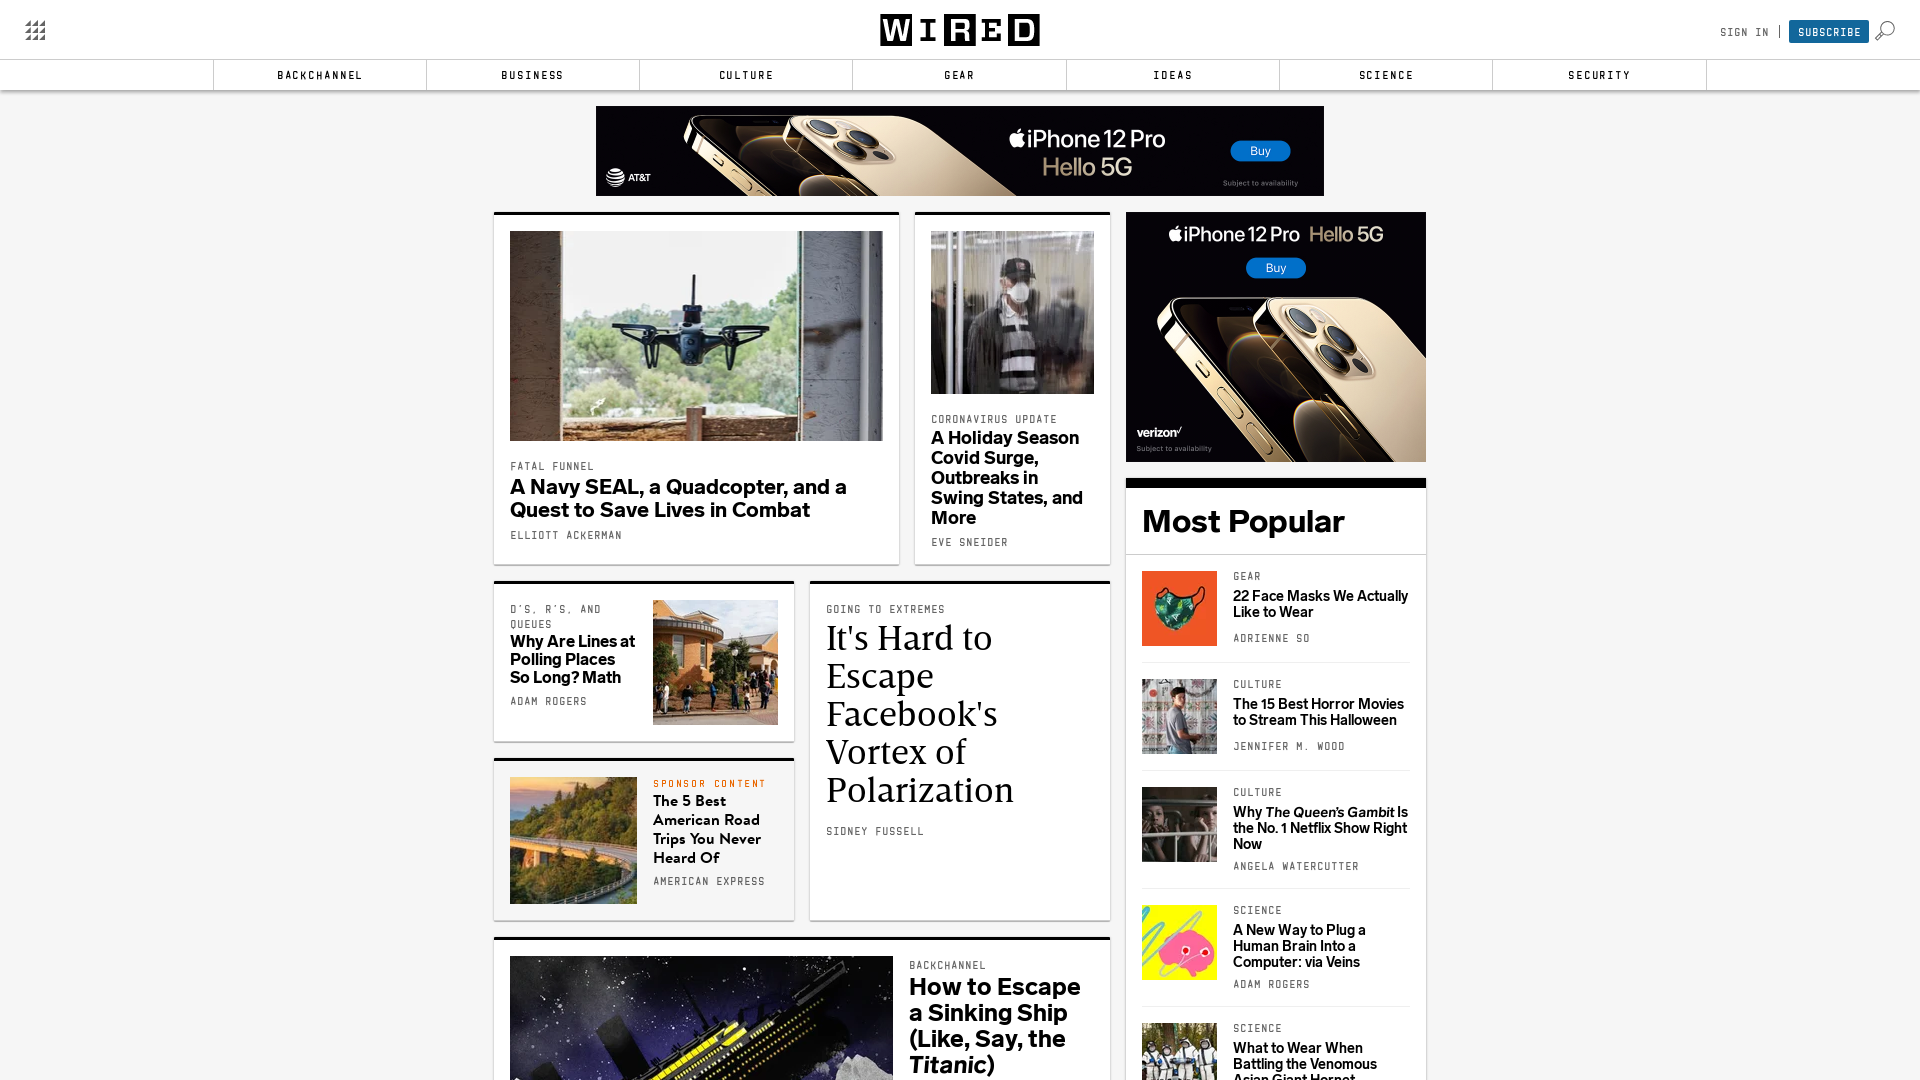 WIRED
SIGN IN
SUBSCRIBE
BACKCHANNEL
BUSINESS
CULTURE
GEAR
IDEAS
SCIENCE
SECURITY
iPhone 12 Pro
Hello 5G
Buy
AT&T
Subject to availability
FATAL FUNNEL
A Navy SEAL, a Quadcopter, and a
Quest to Save Lives in Combat
ELLIOTT ACKERMAN
CORONAVIRUS UPDATE
A Holiday Season
Covid Surge,
Outbreaks in
Swing States, and
More
EVE SNEIDER
iPhone 12 Pro Hello 5G
Buy
verizon
Subject to availability
D'S, R'S, AND
QUEUES
Why Are Lines at
Polling Places
So Long? Math
ADAM ROGERS
GOING TO EXTREMES
It's Hard to
Escape
Facebook's
Vortex of
Polarization
SIDNEY FUSSELL
SPONSOR CONTENT
The 5 Best
American Road
Trips You Never
Heard Of
AMERICAN EXPRESS
BACKCHANNEL
How to Escape
a Sinking Ship
(Like, Say, the
Titanic)
Most Popular
GEAR
22 Face Masks We Actually
Like to Wear
ADRIENNE SO
CULTURE
The 15 Best Horror Movies
to Stream This Halloween
JENNIFER M. WOOD
CULTURE
Why The Queen's Gambit Is
the No. 1 Netflix Show Right
Now
ANGELA WATERCUTTER
SCIENCE
A New Way to Plug a
Human Brain Into a
Computer: via Veins
ADAM ROGERS
SCIENCE
What to Wear When
Battling the Venomous
Asian Giant Hornet